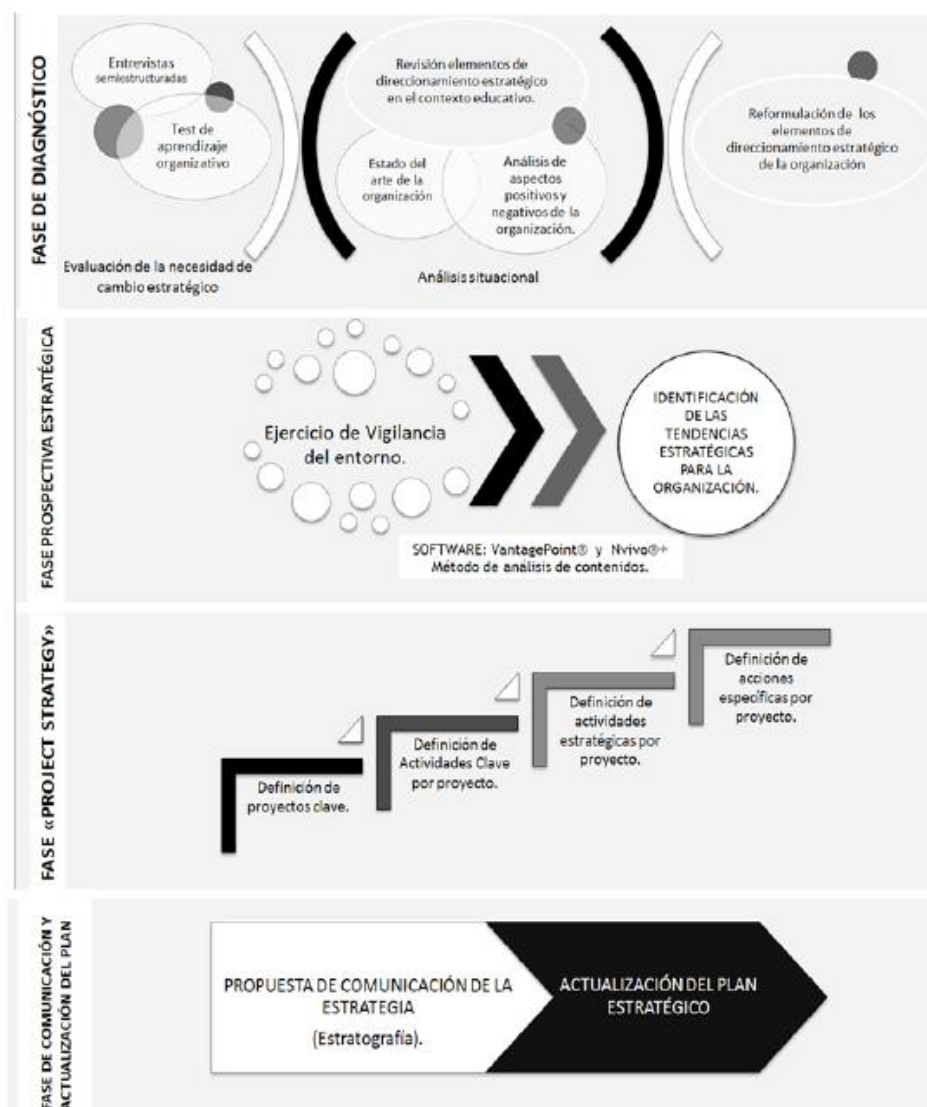 FASE DE DIAGNÓSTICO
Entrevistas
semiestructuradas
Test de
aprendizaje
organizativo
Evaluación de la necesidad de
cambio estratégico
Revisión elementos de
direccionamiento estratégico
en el contexto educativo.
Estado del
arte de la
organización
Análisis de
aspectos
positivos y
negativos de la
organización.
Análisis situacional
Reformulación de los
elementos de
direccionamiento estratégico
de la organización
FASE PROSPECTIVA ESTRATÉGICA
Ejercicio de Vigilancia
del entorno.
IDENTIFICACIÓN
DE LAS
TENDENCIAS
ESTRATÉGICAS
PARA LA
ORGANIZACIÓN.
SOFTWARE: VantagePoint® y Nvivo®+
Método de análisis de contenidos.
FASE «PROJECT STRATEGY»
Definición de
proyectos clave.
Definición de
Actividades Clave
por proyecto.
Definición de
actividades
estratégicas por
proyecto.
Definición de
acciones
específicas por
proyecto.
FASE DE COMUNICACIÓN Y
ACTUALIZACIÓN DEL PLAN
PROPUESTA DE COMUNICACIÓN DE LA
ESTRATEGIA
(Estratografía).
ACTUALIZACIÓN DEL PLAN
ESTRATÉGICO